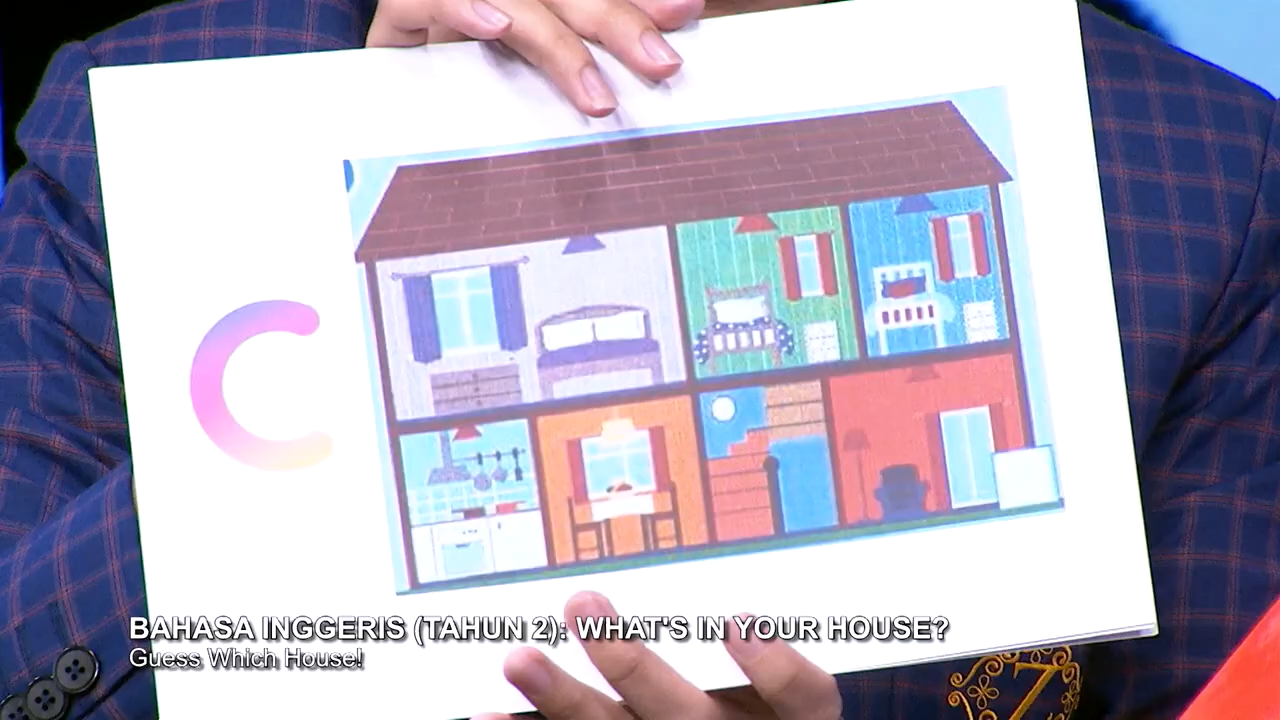 C
BAHASA INGGERIS (TAHUN 2): WHAT'S IN YOUR HOUSE?
Guess Which House!
Z